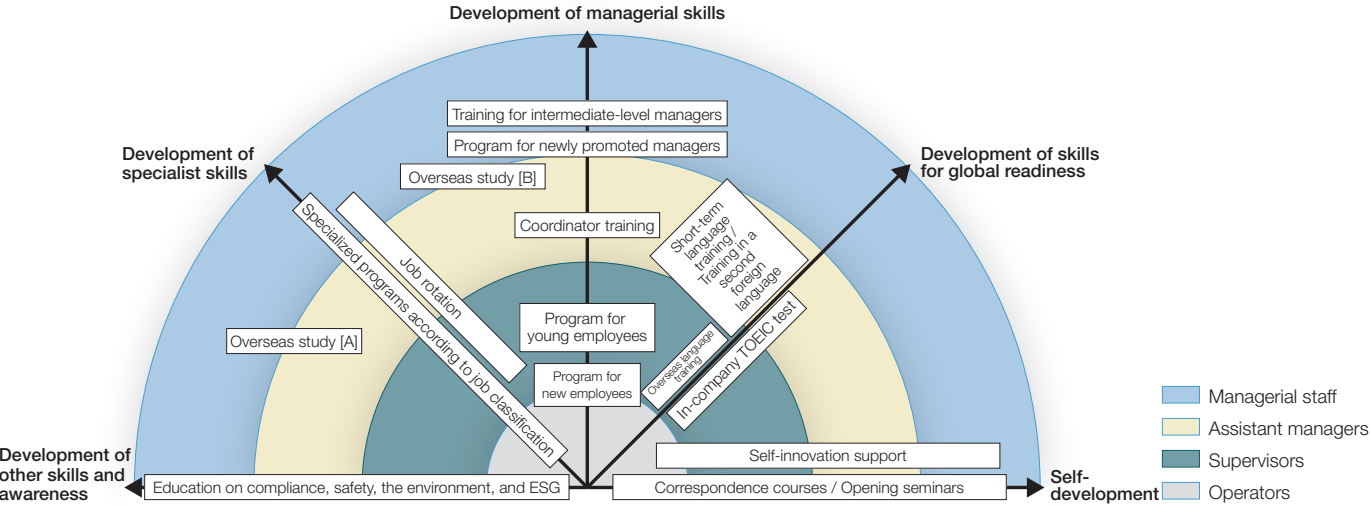 Development of managerial skills
Training for intermediate-level managers
Program for newly promoted managers
Development of
specialist skills
Overseas study [B]
Development of skills
for global readiness
Coordinator training
Short-term
language
training /
Training in a
second
foreign
language
Specialized programs according to job classification
Job rotation
Overseas study [A]
Program for
young employees
Overseas language
training
In-company TOEIC test
Program for
new employees
Managerial staff
Assistant managers
Supervisors
Operators
Development of
other skills and
awareness
Education on compliance, safety, the environment, and ESG
Self-innovation support
Correspondence courses / Opening seminars
Self-
development